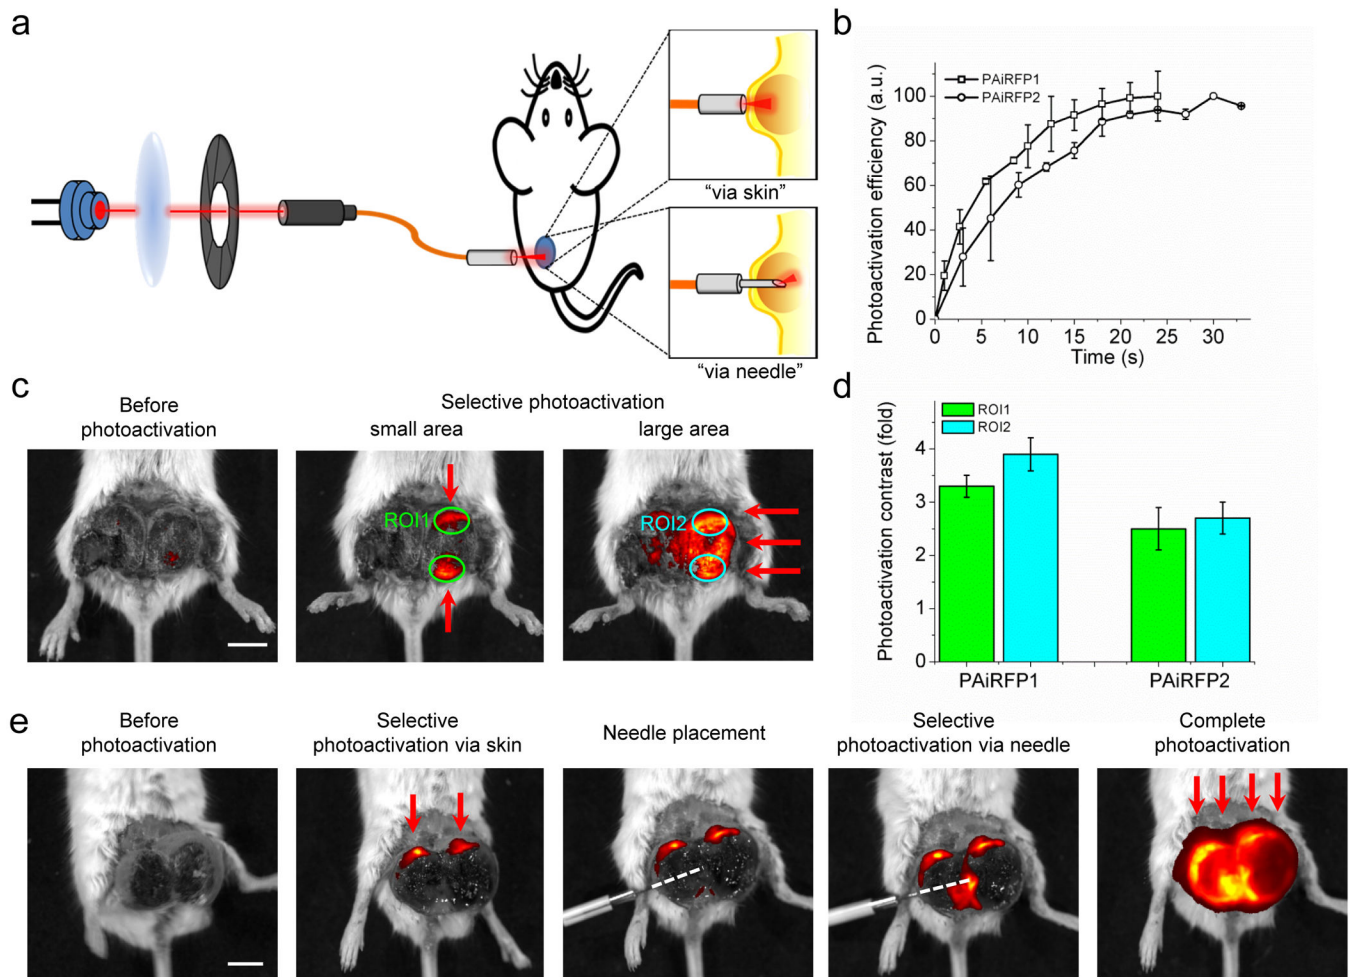 a
“via skin”
“via needle”
b
Photoactivation efficiency (a.u.)
PAiRFP1
PAiRFP2
100
80
60
40
20
0
0
5
10
15
20
25
30
Time (s)
c
Before
photoactivation
Selective photoactivation
small area
large area
ROI1
ROI2
d
Photoactivation contrast (fold)
ROI1
ROI2
4
3
2
1
0
PAiRFP1
PAiRFP2
e
Before
photoactivation
Selective
photoactivation via skin
Needle placement
Selective
photoactivation via needle
Complete
photoactivation